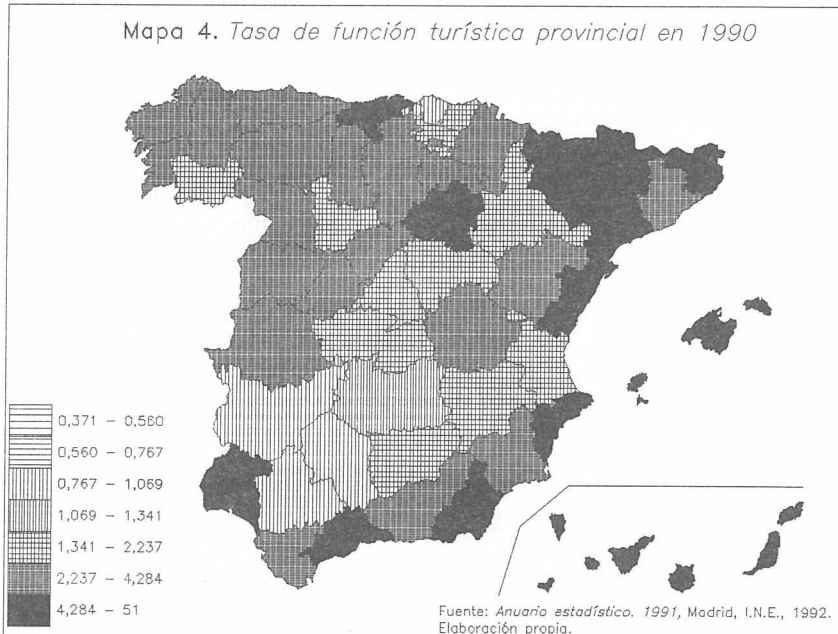 Mapa 4. Tasa de función turística provincial en 1990
0,371 – 0,560
0,560 – 0,767
0,767 – 1,069
1,069 – 1,341
1,341 – 2,237
2,237 – 4,284
4,284 – 51
Fuente: Anuario estadístico. 1991, Madrid, I.N.E., 1992.
Elaboración propia.